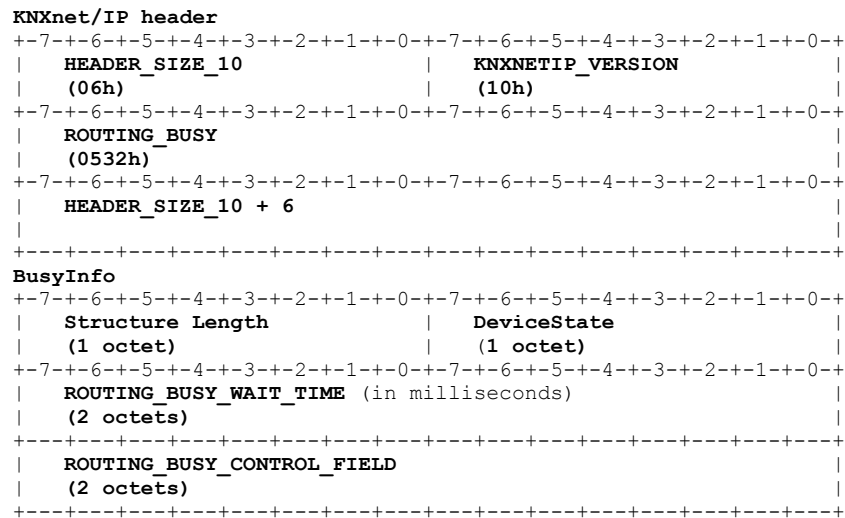 KNXnet/IP header
+-7-+-6-+-5-+-4-+-3-+-2-+-1-+-0-+-7-+-6-+-5-+-4-+-3-+-2-+-1-+-0-+
|   HEADER_SIZE_10              |   KNXNETIP_VERSION            |
|   (06h)                       |   (10h)                       |
+-7-+-6-+-5-+-4-+-3-+-2-+-1-+-0-+-7-+-6-+-5-+-4-+-3-+-2-+-1-+-0-+
|   ROUTING_BUSY                                                |
|   (0532h)                                                     |
+-7-+-6-+-5-+-4-+-3-+-2-+-1-+-0-+-7-+-6-+-5-+-4-+-3-+-2-+-1-+-0-+
|   HEADER_SIZE_10 + 6                                          |
|                                                               |
+---+---+---+---+---+---+---+---+---+---+---+---+---+---+---+---+
BusyInfo
+-7-+-6-+-5-+-4-+-3-+-2-+-1-+-0-+-7-+-6-+-5-+-4-+-3-+-2-+-1-+-0-+
|   Structure Length            |   DeviceState                 |
|   (1 octet)                   |   (1 octet)                   |
+-7-+-6-+-5-+-4-+-3-+-2-+-1-+-0-+-7-+-6-+-5-+-4-+-3-+-2-+-1-+-0-+
|   ROUTING_BUSY_WAIT_TIME (in milliseconds)                    |
|   (2 octets)                                                  |
+---+---+---+---+---+---+---+---+---+---+---+---+---+---+---+---+
|   ROUTING_BUSY_CONTROL_FIELD                                  |
|   (2 octets)                                                  |
+---+---+---+---+---+---+---+---+---+---+---+---+---+---+---+---+